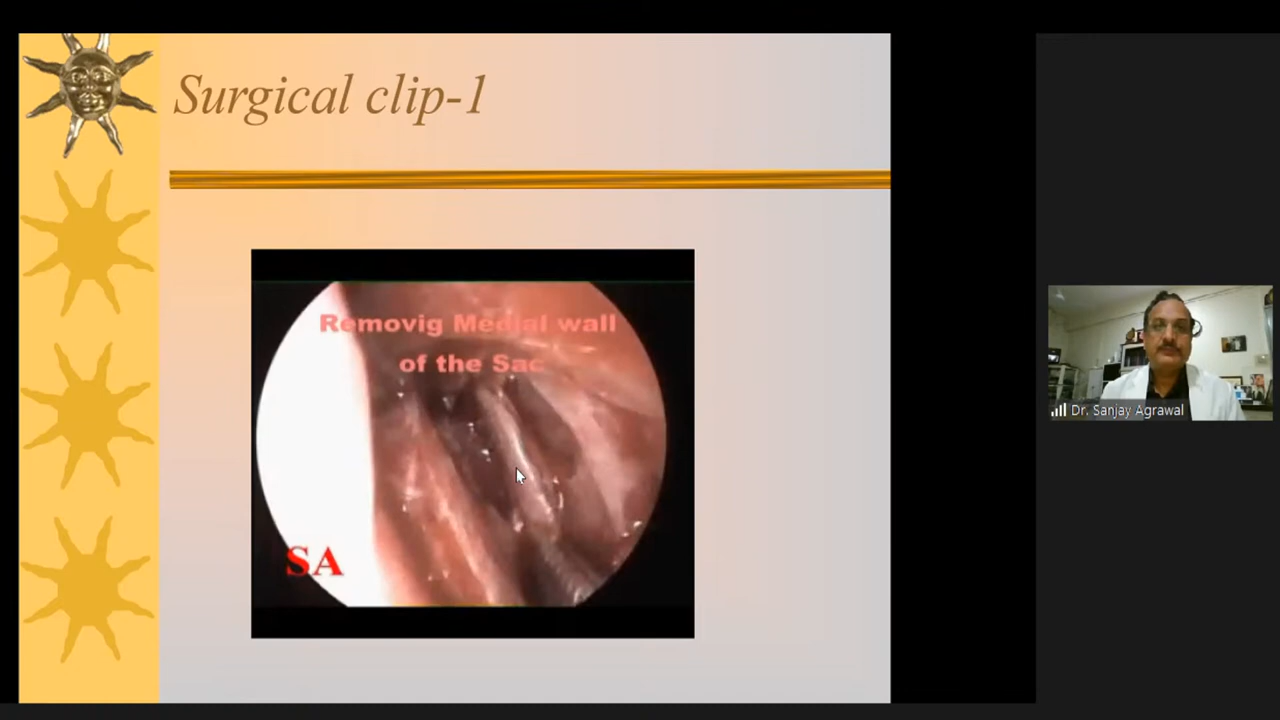 Surgical clip-1
Removig Medial wall
of the Sac
SA
Dr. Sanjay Agrawal